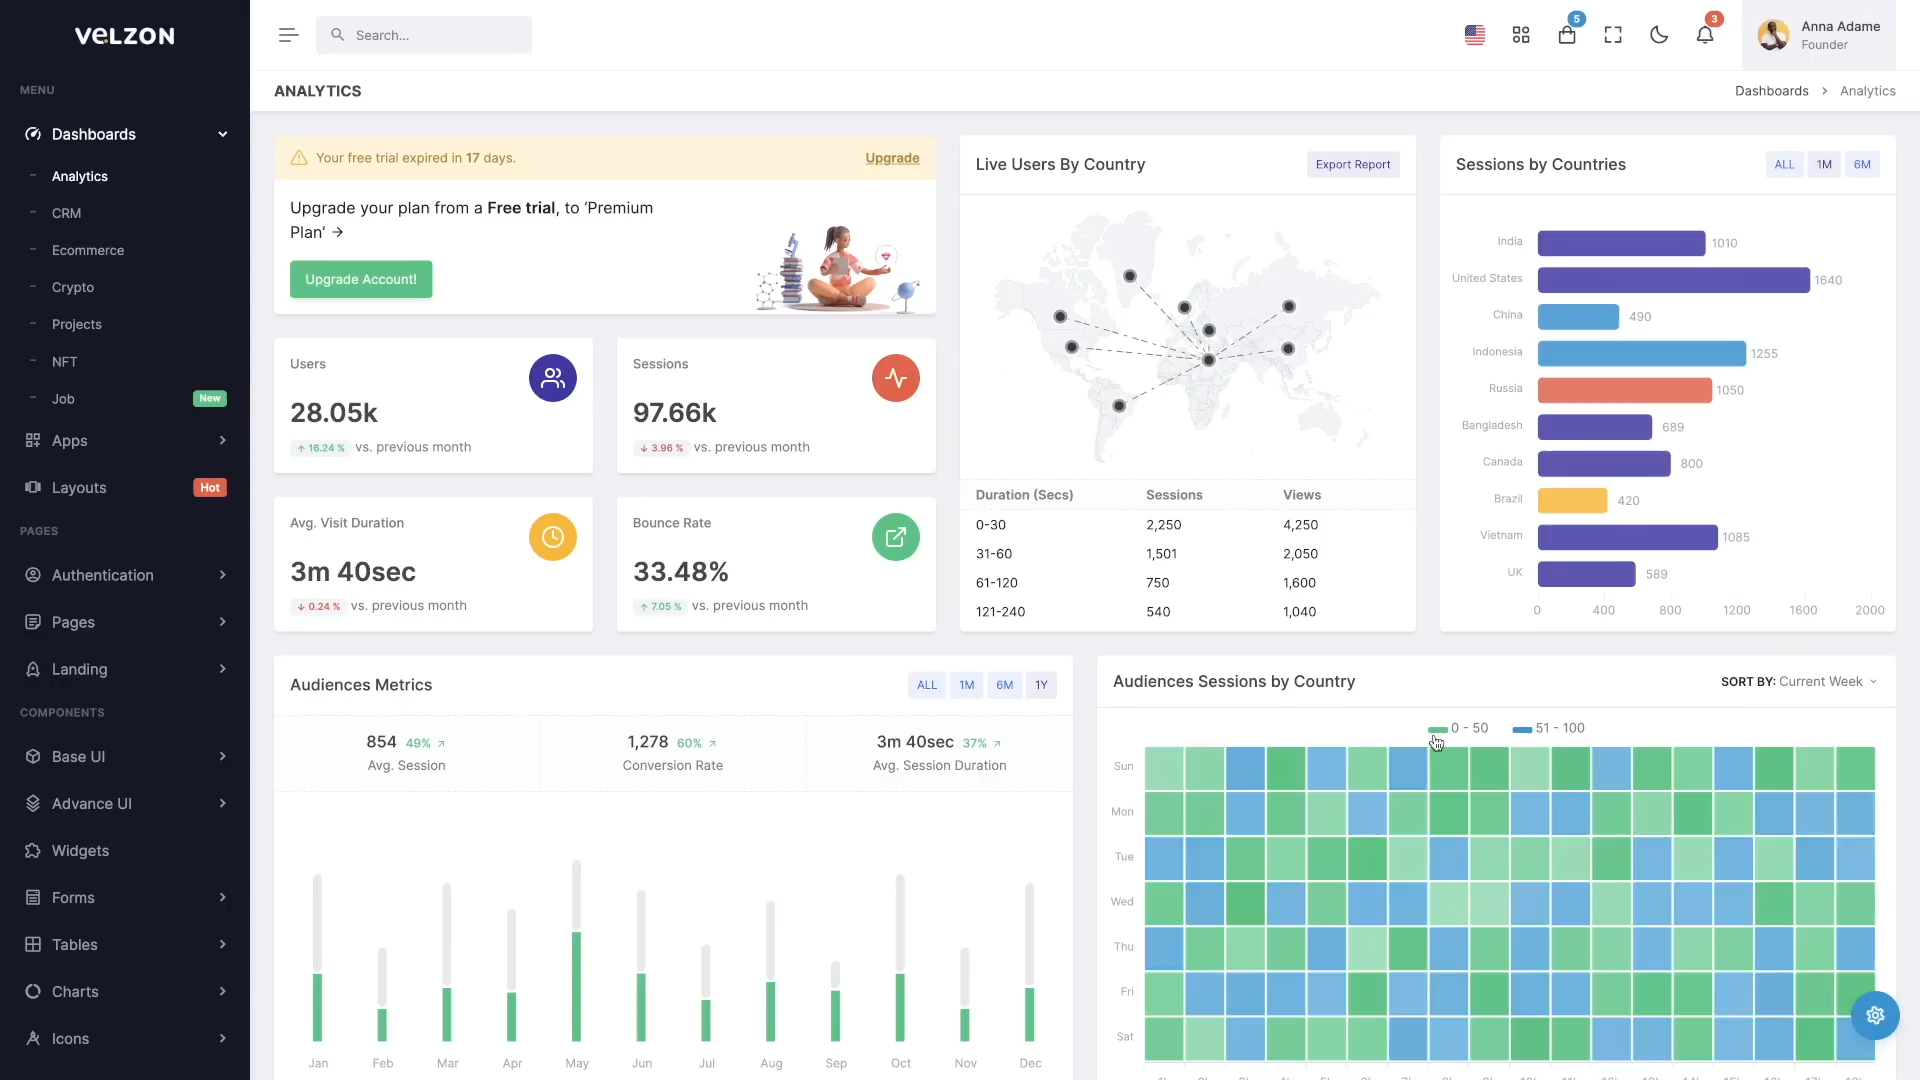 VELZON
Search...
5
3
Anna Adame
Founder
MENU
Dashboards
Analytics
CRM
Ecommerce
Crypto
Projects
NFT
Job New
Apps
Layouts Hot
PAGES
Authentication
Pages
Landing
COMPONENTS
Base UI
Advance UI
Widgets
Forms
Tables
Charts
Icons
ANALYTICS
Dashboards > Analytics
Your free trial expired in 17 days. Upgrade
Upgrade your plan from a Free trial, to ‘Premium
Plan’ →
Upgrade Account!
Users
28.05k
↑ 16.24 % vs. previous month
Sessions
97.66k
↓ 3.96 % vs. previous month
Avg. Visit Duration
3m 40sec
↓ 0.24 % vs. previous month
Bounce Rate
33.48%
↑ 7.05 % vs. previous month
Live Users By Country Export Report
Duration (Secs) Sessions Views
0-30 2,250 4,250
31-60 1,501 2,050
61-120 750 1,600
121-240 540 1,040
Sessions by Countries ALL 1M 6M
India 1010
United States 1640
China 490
Indonesia 1255
Russia 1050
Bangladesh 689
Canada 800
Brazil 420
Vietnam 1085
UK 589
0 400 800 1200 1600 2000
Audiences Metrics ALL 1M 6M 1Y
854 49% ↗
Avg. Session
1,278 60% ↗
Conversion Rate
3m 40sec 37% ↗
Avg. Session Duration
Jan Feb Mar Apr May Jun Jul Aug Sep Oct Nov Dec
Audiences Sessions by Country SORT BY: Current Week
0 - 50 51 - 100
Sun
Mon
Tue
Wed
Thu
Fri
Sat